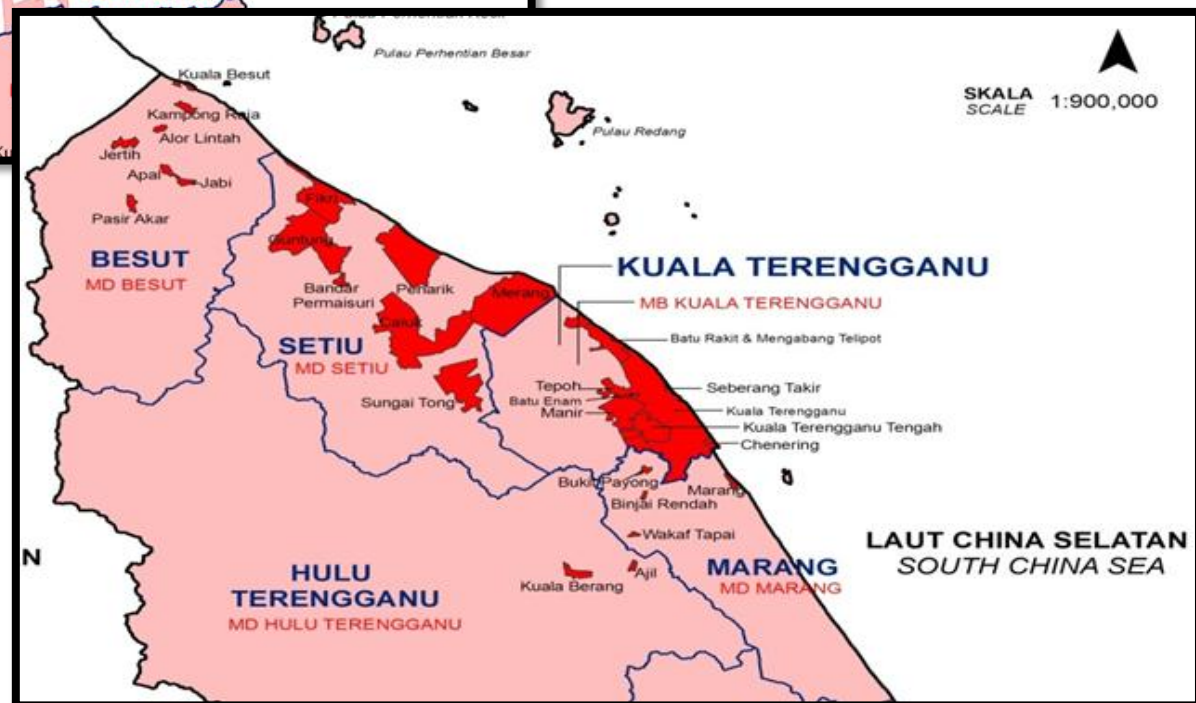 Pulau Perhentian Besar
Kuala Besut
SKALA
SCALE
1:900,000
Kampong Raja
Alor Lintah
Pulau Redang
Jertih
Apal
Jabi
Pasir Akar
Fikri
Guntung
BESUT
MD BESUT
Bandar
Permaisuri
Penarik
Merang
KUALA TERENGGANU
MB KUALA TERENGGANU
Caluk
SETIU
MD SETIU
Batu Rakit & Mengabang Telipot
Sungai Tong
Tepoh
Seberang Takir
Batu Enam
Manir
Kuala Terengganu
Kuala Terengganu Tengah
Chenering
Bukit Payong
Marang
Binjai Rendah
Wakaf Tapai
LAUT CHINA SELATAN
SOUTH CHINA SEA
N
HULU
TERENGGANU
MD HULU TERENGGANU
Kuala Berang
Ajil
MARANG
MD MARANG